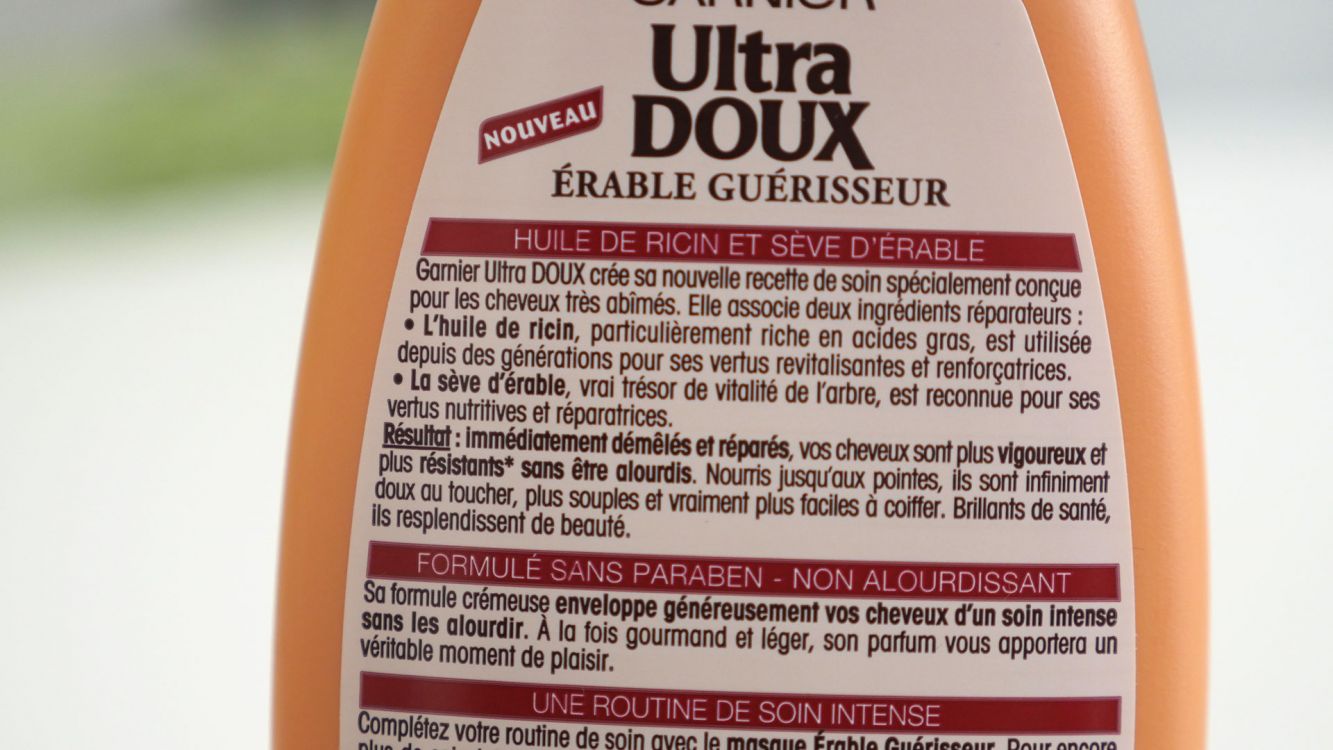 GARNIER
Ultra
DOUX
NOUVEAU
ÉRABLE GUÉRISSEUR
HUILE DE RICIN ET SÈVE D'ÉRABLE
Garnier Ultra DOUX crée sa nouvelle recette de soin spécialement conçue
pour les cheveux très abîmés. Elle associe deux ingrédients réparateurs :
• L'huile de ricin, particulièrement riche en acides gras, est utilisée
depuis des générations pour ses vertus revitalisantes et renforçatrices.
• La sève d'érable, vrai trésor de vitalité de l'arbre, est reconnue pour ses
vertus nutritives et réparatrices.
Résultat : immédiatement démêlés et réparés, vos cheveux sont plus vigoureux et
plus résistants* sans être alourdis. Nourris jusqu'aux pointes, ils sont infiniment
doux au toucher, plus souples et vraiment plus faciles à coiffer. Brillants de santé,
ils resplendissent de beauté.
FORMULÉ SANS PARABEN - NON ALOURDISSANT
Sa formule crémeuse enveloppe généreusement vos cheveux d'un soin intense
sans les alourdir. À la fois gourmand et léger, son parfum vous apportera un
véritable moment de plaisir.
UNE ROUTINE DE SOIN INTENSE
Complétez votre routine de soin avec le masque Érable Guérisseur. Pour encore
plus de